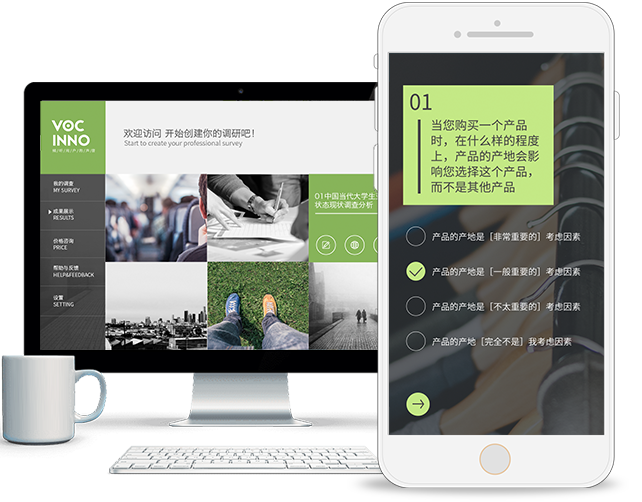 VOC
INNO
欢迎访问 开始创建你的调研吧！
Start to create your professional survey
我的调查
MY SURVEY
成果展示
RESULTS
价格咨询
PRICE
帮助与反馈
HELP&FEEDBACK
设置
SETTING
01中国当代大学生
状态现状调查分析
01
当您购买一个产品
时，在什么样的程度
上，产品的产地会影
响您选择这个产品，
而不是其他产品
产品的产地是［非常重要的］考虑因素
产品的产地是［一般重要的］考虑因素
产品的产地是［不太重要的］考虑因素
产品的产地［完全不是］我考虑因素